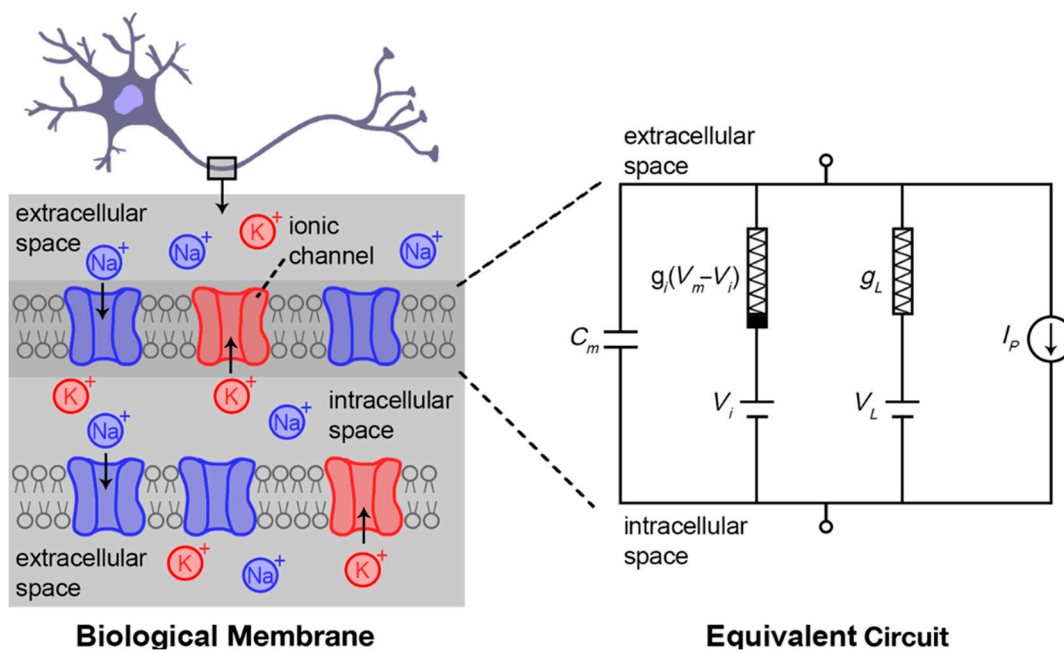 extracellular
space
K+
ionic
channel
Na+
Na+
Na+
K+
intracellular
space
K+
Na+
Na+
extracellular
space
K+
Na+
K+
Biological Membrane
extracellular
space
gi(Vm−Vi)
gL
Cm
IP
Vi
VL
intracellular
space
Equivalent Circuit